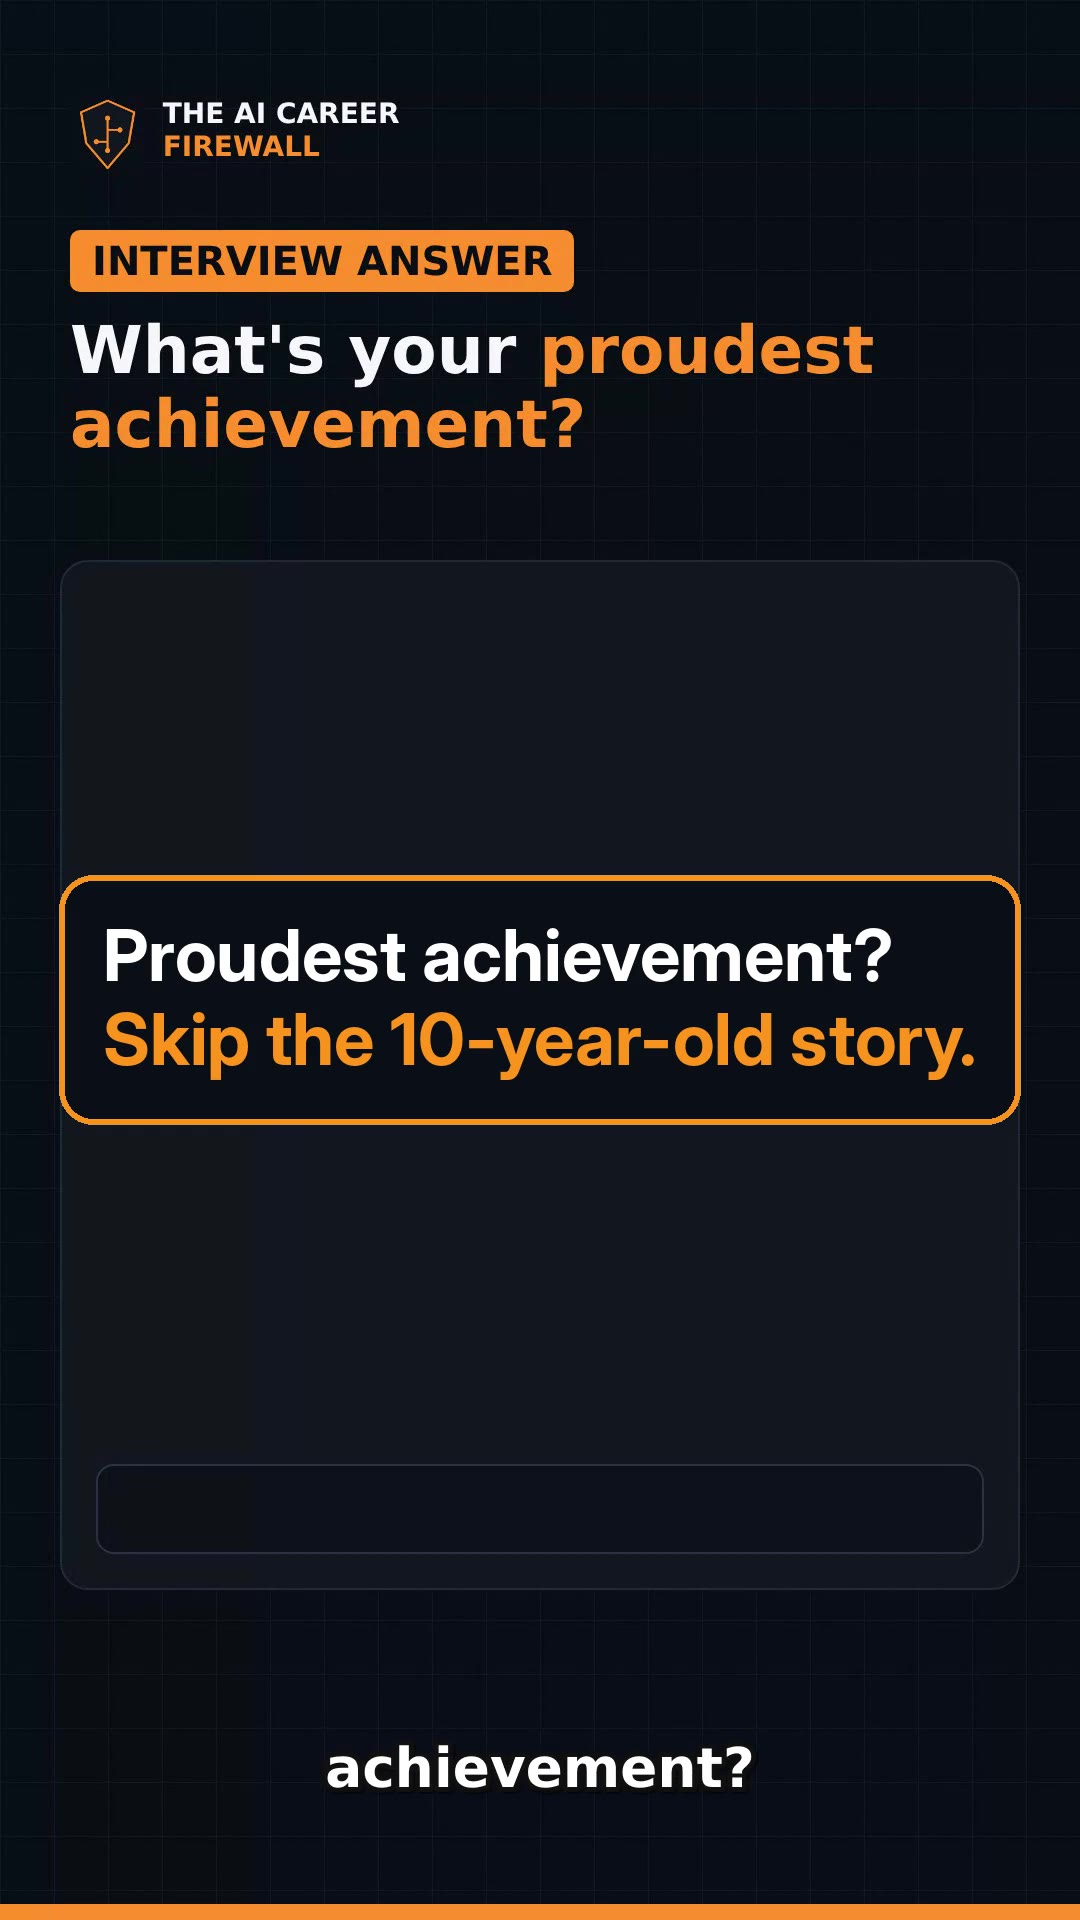 THE AI CAREER
FIREWALL
INTERVIEW ANSWER
What's your proudest
achievement?
Proudest achievement?
Skip the 10-year-old story.
achievement?